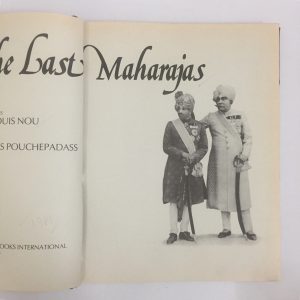 he Last Maharajas
s
OUIS NOU
S POUCHEPADASS
OOKS INTERNATIONAL